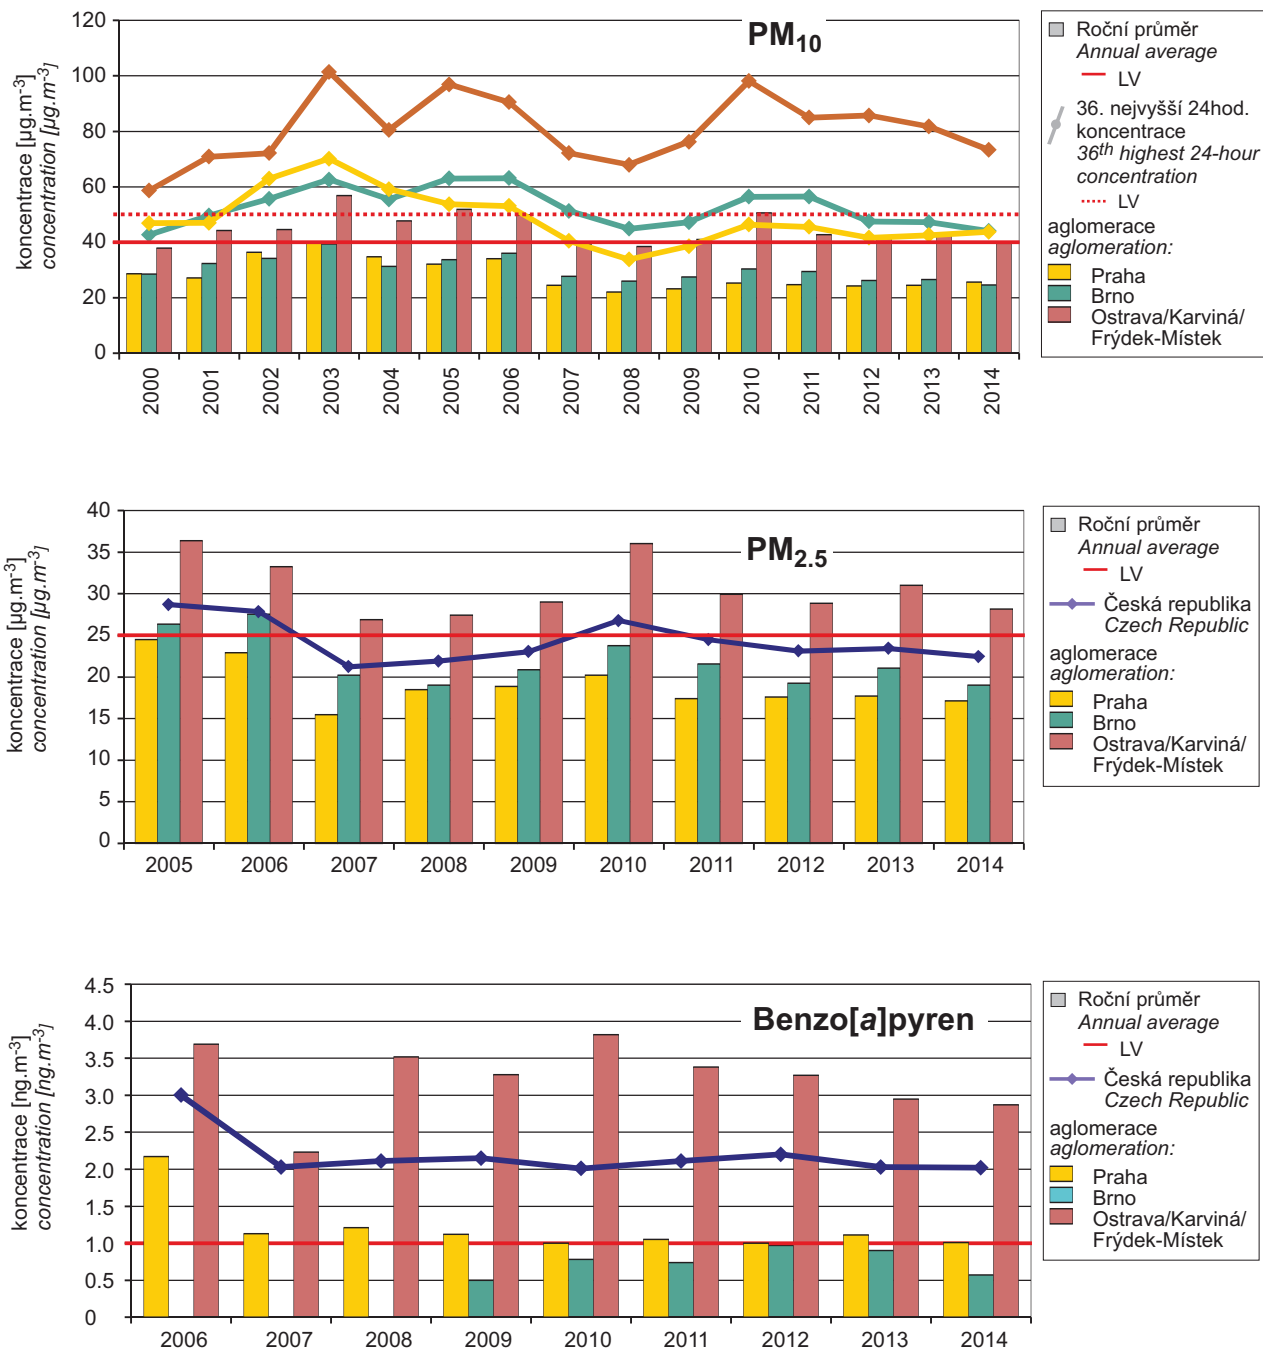 PM10
120
100
80
60
40
20
0
koncentrace [µg.m-3]
concentration [µg.m-3]
2000 2001 2002 2003 2004 2005 2006 2007 2008 2009 2010 2011 2012 2013 2014
Roční průměr
Annual average
LV
36. nejvyšší 24hod.
koncentrace
36th highest 24-hour
concentration
LV
aglomerace
aglomeration:
Praha
Brno
Ostrava/Karviná/
Frýdek-Místek
PM2.5
40
35
30
25
20
15
10
5
0
koncentrace [µg.m-3]
concentration [µg.m-3]
2005 2006 2007 2008 2009 2010 2011 2012 2013 2014
Roční průměr
Annual average
LV
Česká republika
Czech Republic
aglomerace
aglomeration:
Praha
Brno
Ostrava/Karviná/
Frýdek-Místek
Benzo[a]pyren
4.5
4.0
3.5
3.0
2.5
2.0
1.5
1.0
0.5
0
koncentrace [ng.m-3]
concentration [ng.m-3]
2006 2007 2008 2009 2010 2011 2012 2013 2014
Roční průměr
Annual average
LV
Česká republika
Czech Republic
aglomerace
aglomeration:
Praha
Brno
Ostrava/Karviná/
Frýdek-Místek